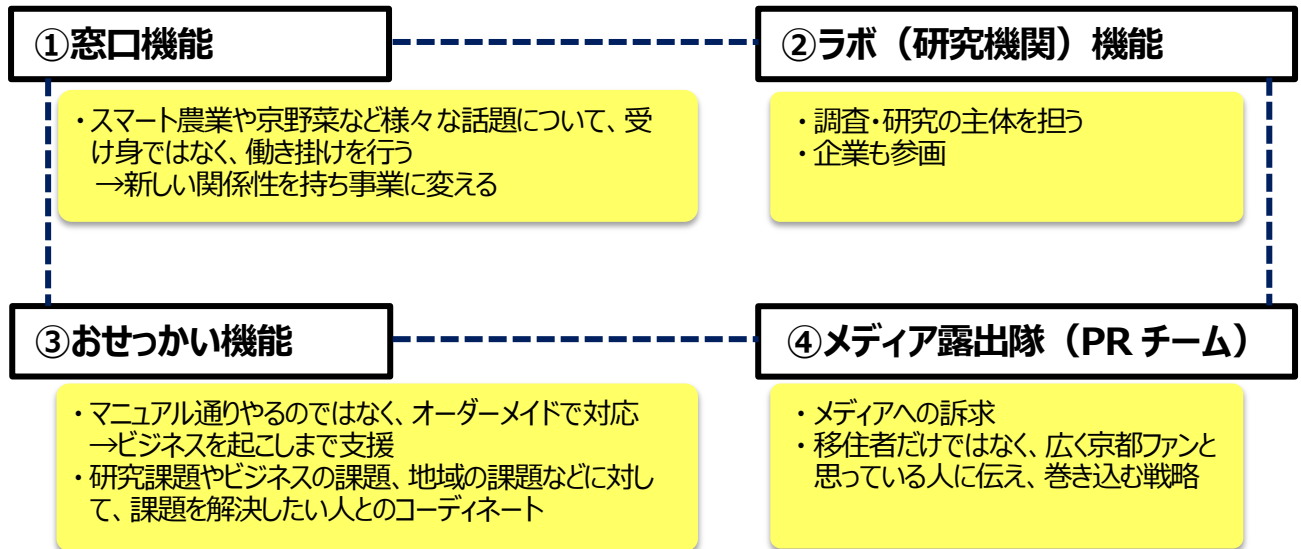 ①窓口機能
②ラボ（研究機関）機能
・スマート農業や京野菜など様々な話題について、受
け身ではなく、働き掛けを行う
→新しい関係性を持ち事業に変える
・調査・研究の主体を担う
・企業も参画
③おせっかい機能
④メディア露出隊（PR チーム）
・マニュアル通りやるのではなく、オーダーメイドで対応
→ビジネスを起こしまで支援
・研究課題やビジネスの課題、地域の課題などに対し
て、課題を解決したい人とのコーディネート
・メディアへの訴求
・移住者だけではなく、広く京都ファンと
思っている人に伝え、巻き込む戦略